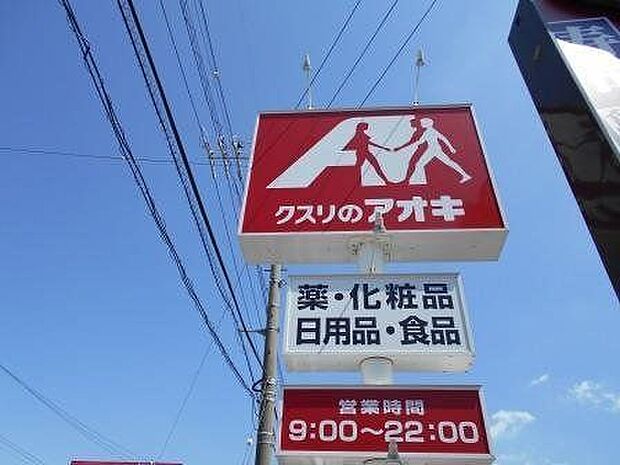 クスリのアオキ
薬・化粧品
日用品・食品
営業時間
9:00〜22:00